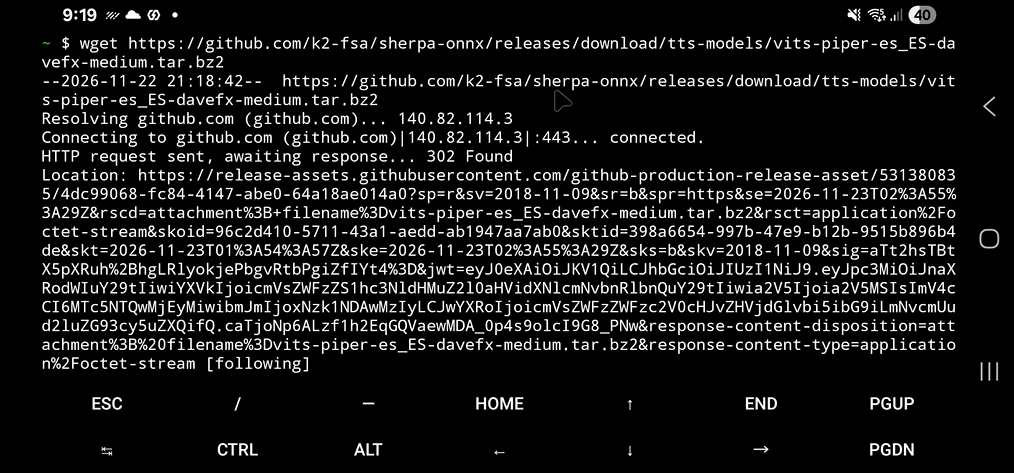 9:19
40
~ $ wget https://github.com/k2-fsa/sherpa-onnx/releases/download/tts-models/vits-piper-es_ES-da
vefx-medium.tar.bz2
--2026-11-22 21:18:42--  https://github.com/k2-fsa/sherpa-onnx/releases/download/tts-models/vit
s-piper-es_ES-davefx-medium.tar.bz2
Resolving github.com (github.com)... 140.82.114.3
Connecting to github.com (github.com)|140.82.114.3|:443... connected.
HTTP request sent, awaiting response... 302 Found
Location: https://release-assets.githubusercontent.com/github-production-release-asset/53138083
5/4dc99068-fc84-4147-abe0-64a18ae014a0?sp=r&sv=2018-11-09&sr=b&spr=https&se=2026-11-23T02%3A55%
3A29Z&rscd=attachment%3B+filename%3Dvits-piper-es_ES-davefx-medium.tar.bz2&rsct=application%2Fo
ctet-stream&skoid=96c2d410-5711-43a1-aedd-ab1947aa7ab0&sktid=398a6654-997b-47e9-b12b-9515b896b4
de&skt=2026-11-23T01%3A54%3A57Z&ske=2026-11-23T02%3A55%3A29Z&sks=b&skv=2018-11-09&sig=aTt2hsTBt
X5pXRuh%2BhgLRlyokjePbgvRtbPgiZfIYt4%3D&jwt=eyJ0eXAiOiJKV1QiLCJhbGciOiJIUzI1NiJ9.eyJpc3MiOiJnaX
RodWIuY29tIiwiYXVkIjoicmVsZWFzZS1hc3NldHMuZ2l0aHVidXNlcmNvbnRlbnQuY29tIiwia2V5Ijoia2V5MSIsImV4c
CI6MTc5NTQwMjEyMiwibmJmIjoxNzk1NDAwMzIyLCJwYXRoIjoicmVsZWFzZWFzc2V0cHJvZHVjdGlvbi5ibG9iLmNvcmUu
d2luZG93cy5uZXQifQ.caTjoNp6ALzf1h2EqGQVaewMDA_0p4s9olcI9G8_PNw&response-content-disposition=att
achment%3B%20filename%3Dvits-piper-es_ES-davefx-medium.tar.bz2&response-content-type=applicatio
n%2Foctet-stream [following]
ESC / — HOME ↑ END PGUP
↹ CTRL ALT ← ↓ → PGDN